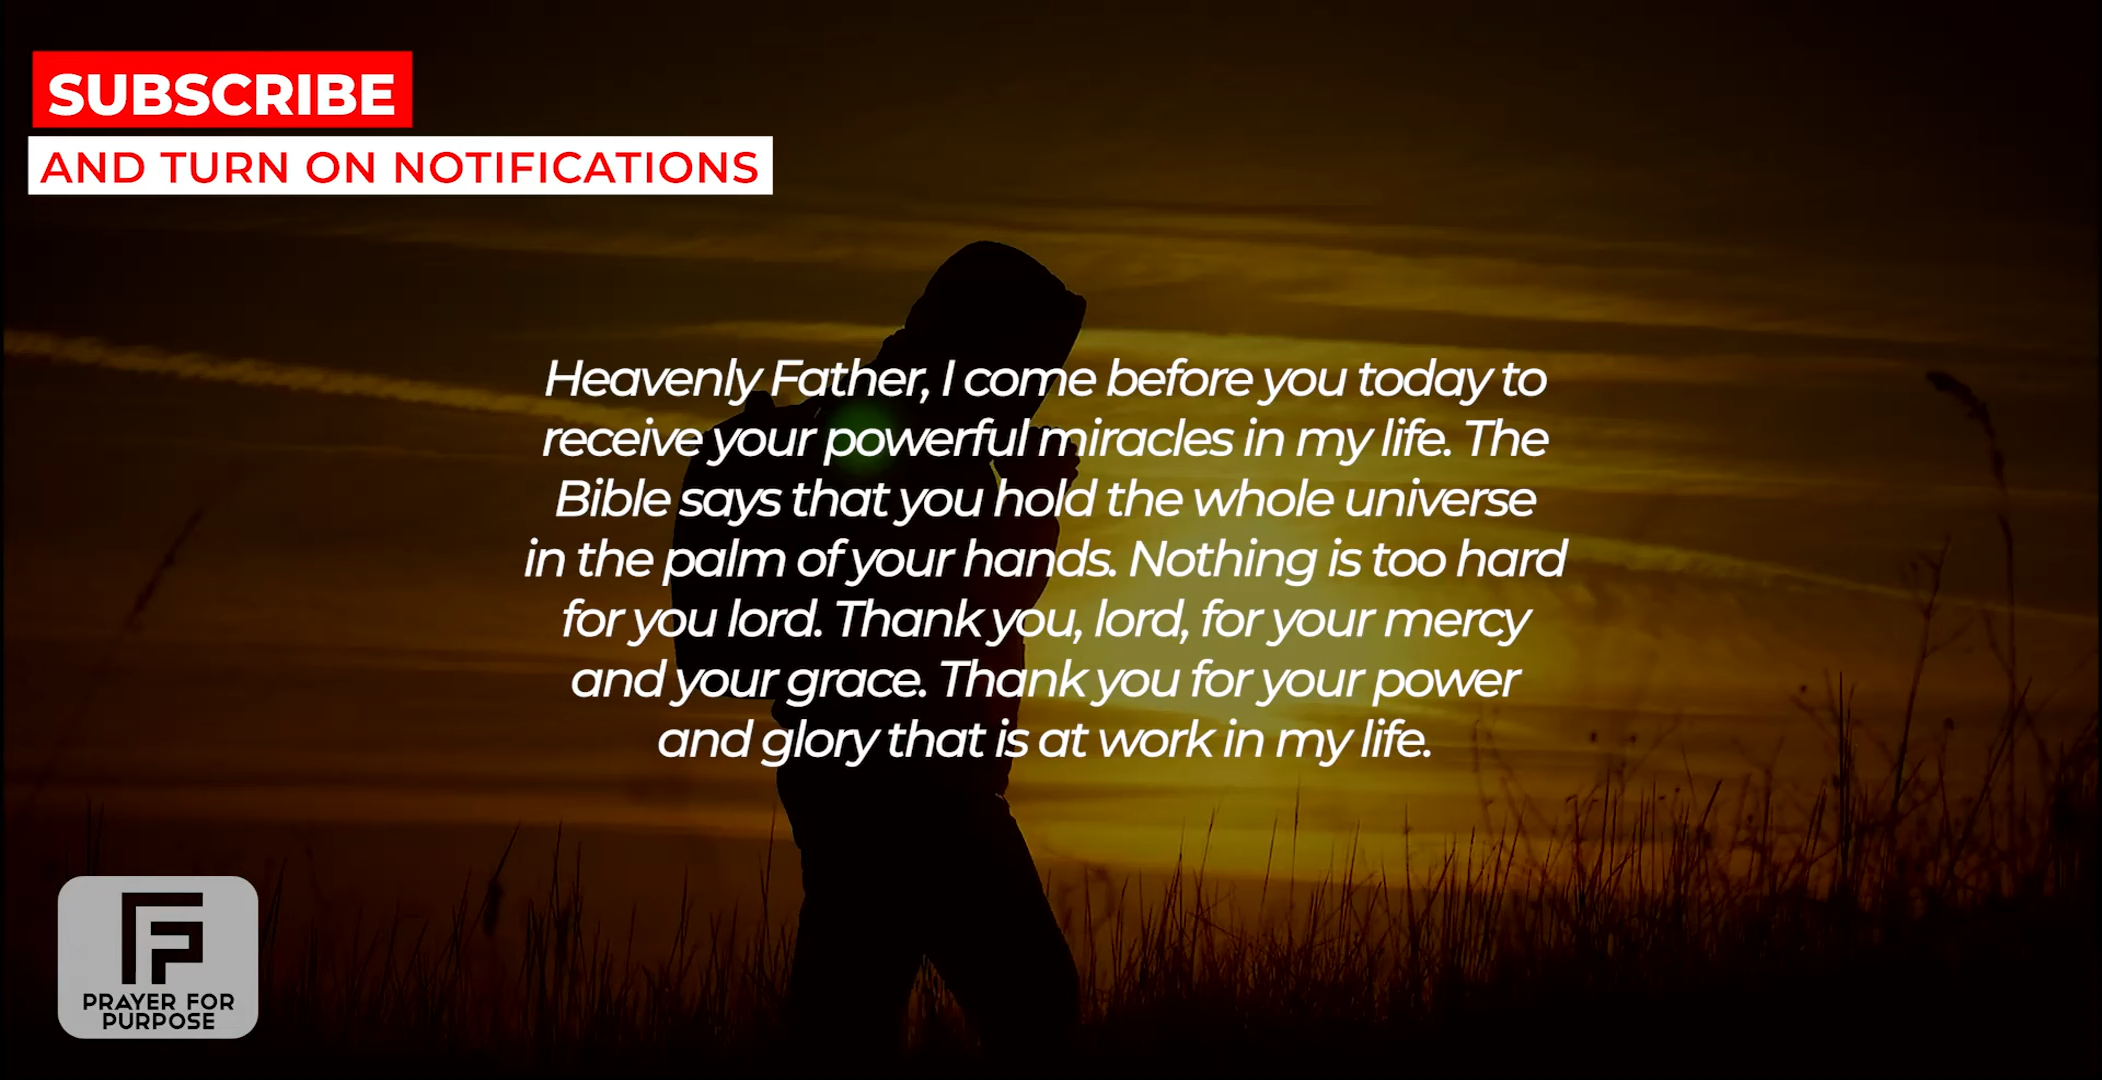 SUBSCRIBE
AND TURN ON NOTIFICATIONS
Heavenly Father, I come before you today to
receive your powerful miracles in my life. The
Bible says that you hold the whole universe
in the palm of your hands. Nothing is too hard
for you lord. Thank you, lord, for your mercy
and your grace. Thank you for your power
and glory that is at work in my life.
PRAYER FOR
PURPOSE